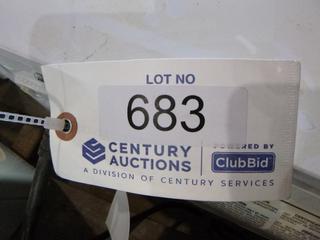 LOT NO
683
CENTURY
AUCTIONS
POWERED BY
ClubBid
A DIVISION OF CENTURY SERVICES